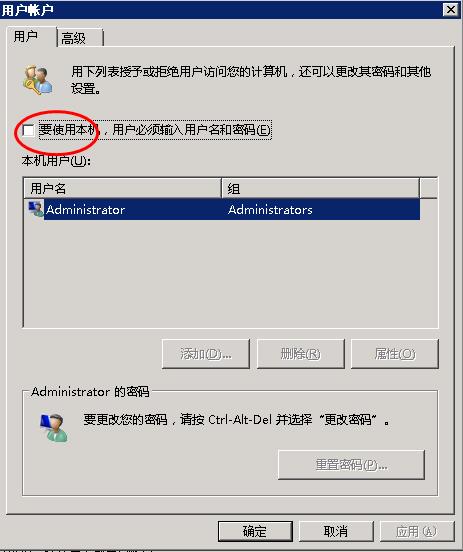 用户帐户
用户
高级
用下列表授予或拒绝用户访问您的计算机，还可以更改其密码和其他
设置。
要使用本机，用户必须输入用户名和密码(E)
本机用户(U):
用户名
组
Administrator
Administrators
添加(D)...
删除(R)
属性(O)
Administrator 的密码
要更改您的密码，请按 Ctrl-Alt-Del 并选择“更改密码”。
重置密码(P)...
确定
取消
应用(A)